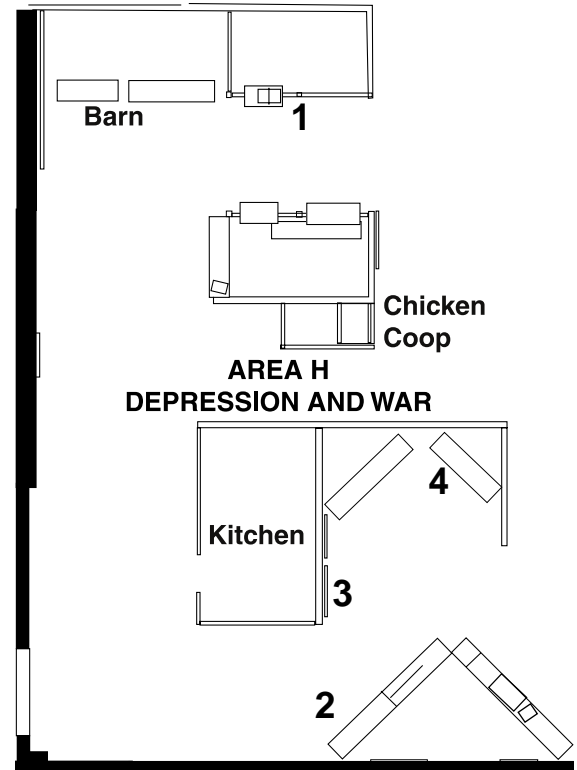 Barn
1
Chicken
Coop
AREA H
DEPRESSION AND WAR
4
Kitchen
3
2